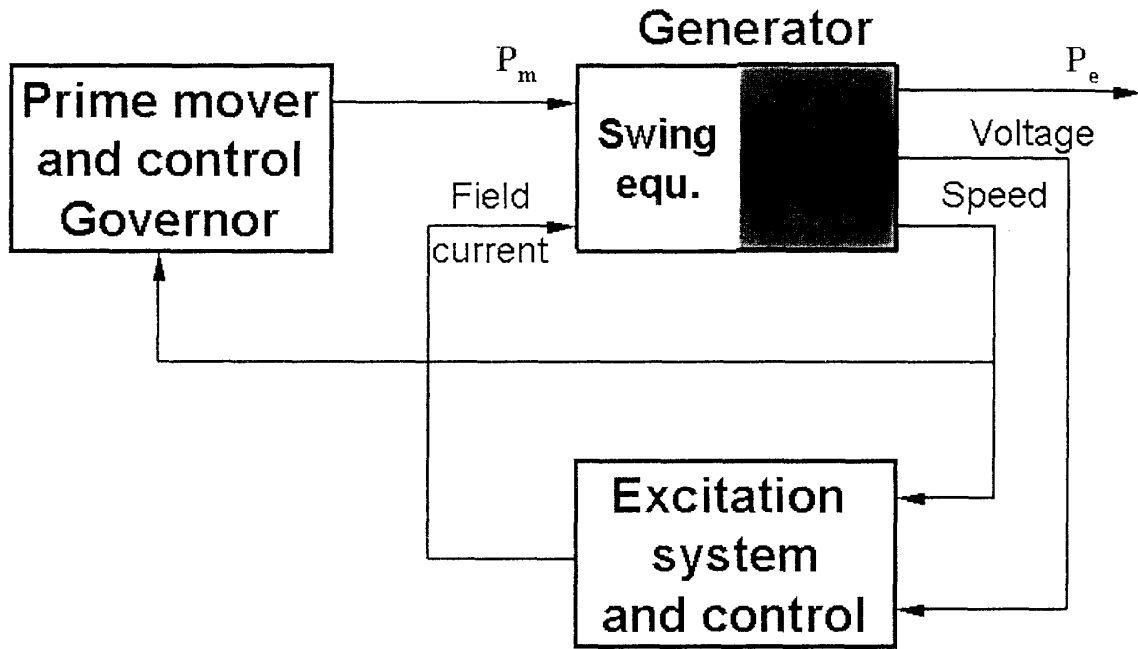 Generator
P_m
P_e
Prime mover
and control
Governor
Swing
equ.
Voltage
Field
Speed
current
Excitation
system
and control